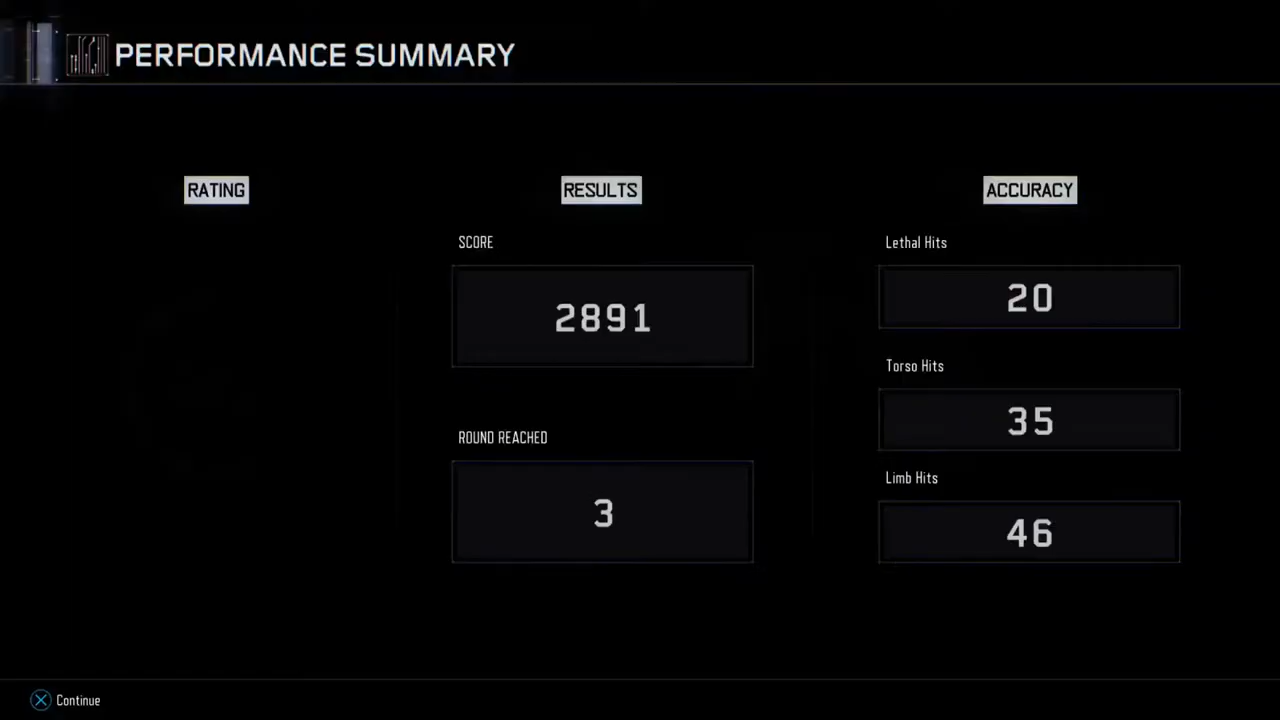 PERFORMANCE SUMMARY
RATING
RESULTS
SCORE
2891
ROUND REACHED
3
ACCURACY
Lethal Hits
20
Torso Hits
35
Limb Hits
46
Continue